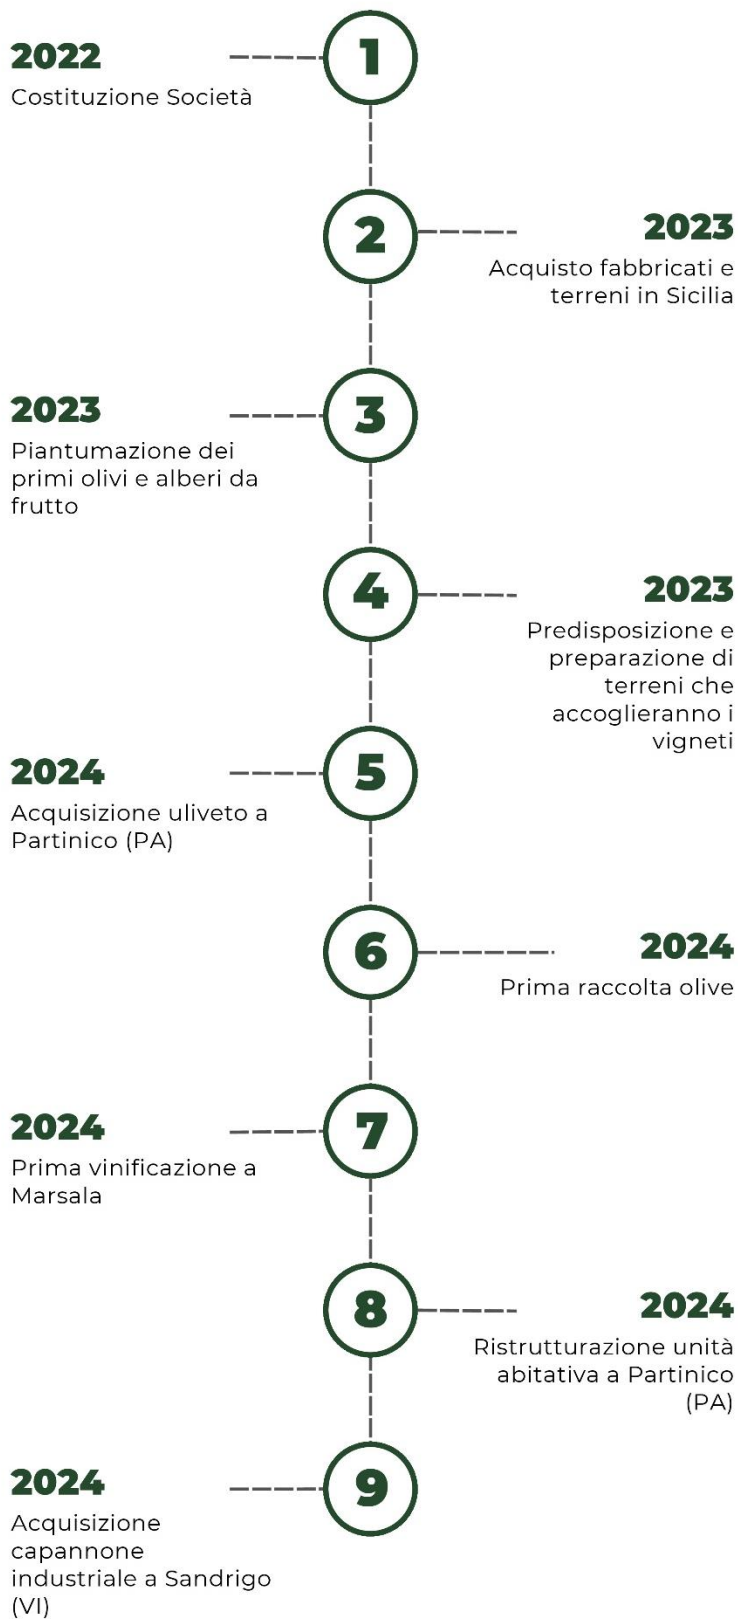 1
2022
Costituzione Società
2
2023
Acquisto fabbricati e
terreni in Sicilia
3
2023
Piantumazione dei
primi olivi e alberi da
frutto
4
2023
Predisposizione e
preparazione di
terreni che
accoglieranno i
vigneti
5
2024
Acquisizione uliveto a
Partinico (PA)
6
2024
Prima raccolta olive
7
2024
Prima vinificazione a
Marsala
8
2024
Ristrutturazione unità
abitativa a Partinico
(PA)
9
2024
Acquisizione
capannone
industriale a Sandrigo
(VI)